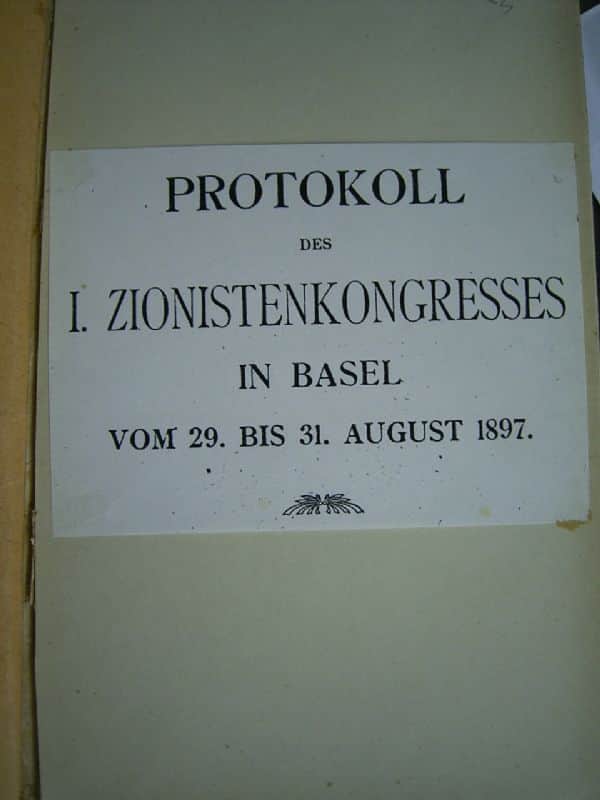 PROTOKOLL
DES
I. ZIONISTENKONGRESSES
IN BASEL
VOM 29. BIS 31. AUGUST 1897.